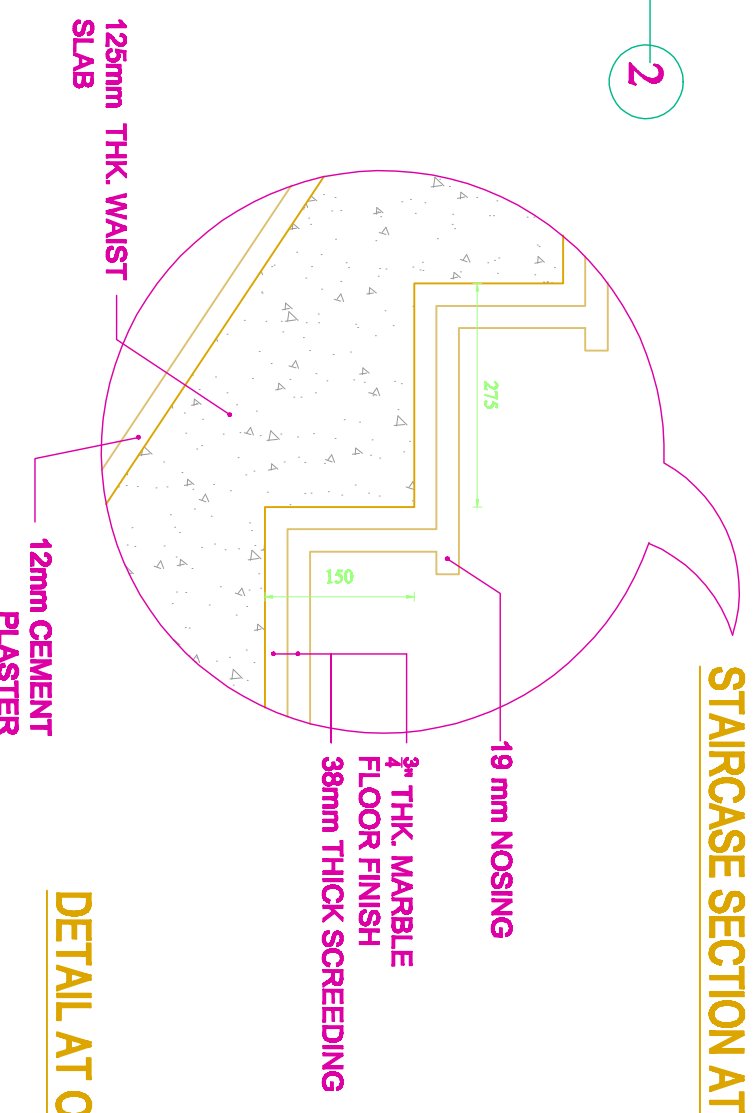 2
STAIRCASE SECTION AT
125mm THK. WAIST
SLAB
275
150
19 mm NOSING
3/4" THK. MARBLE
FLOOR FINISH
38mm THICK SCREEDING
12mm CEMENT
PLASTER
DETAIL AT